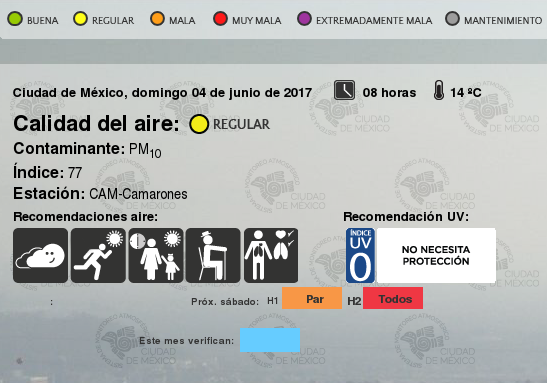 BUENA REGULAR MALA MUY MALA EXTREMADAMENTE MALA MANTENIMIENTO
Ciudad de México, domingo 04 de junio de 2017 08 horas 14 ºC
Calidad del aire: REGULAR
Contaminante: PM10
Índice: 77
Estación: CAM-Camarones
Recomendaciones aire: Recomendación UV:
ÍNDICE
UV
0
NO NECESITA
PROTECCIÓN
: Próx. sábado: H1 Par H2 Todos
Este mes verifican: